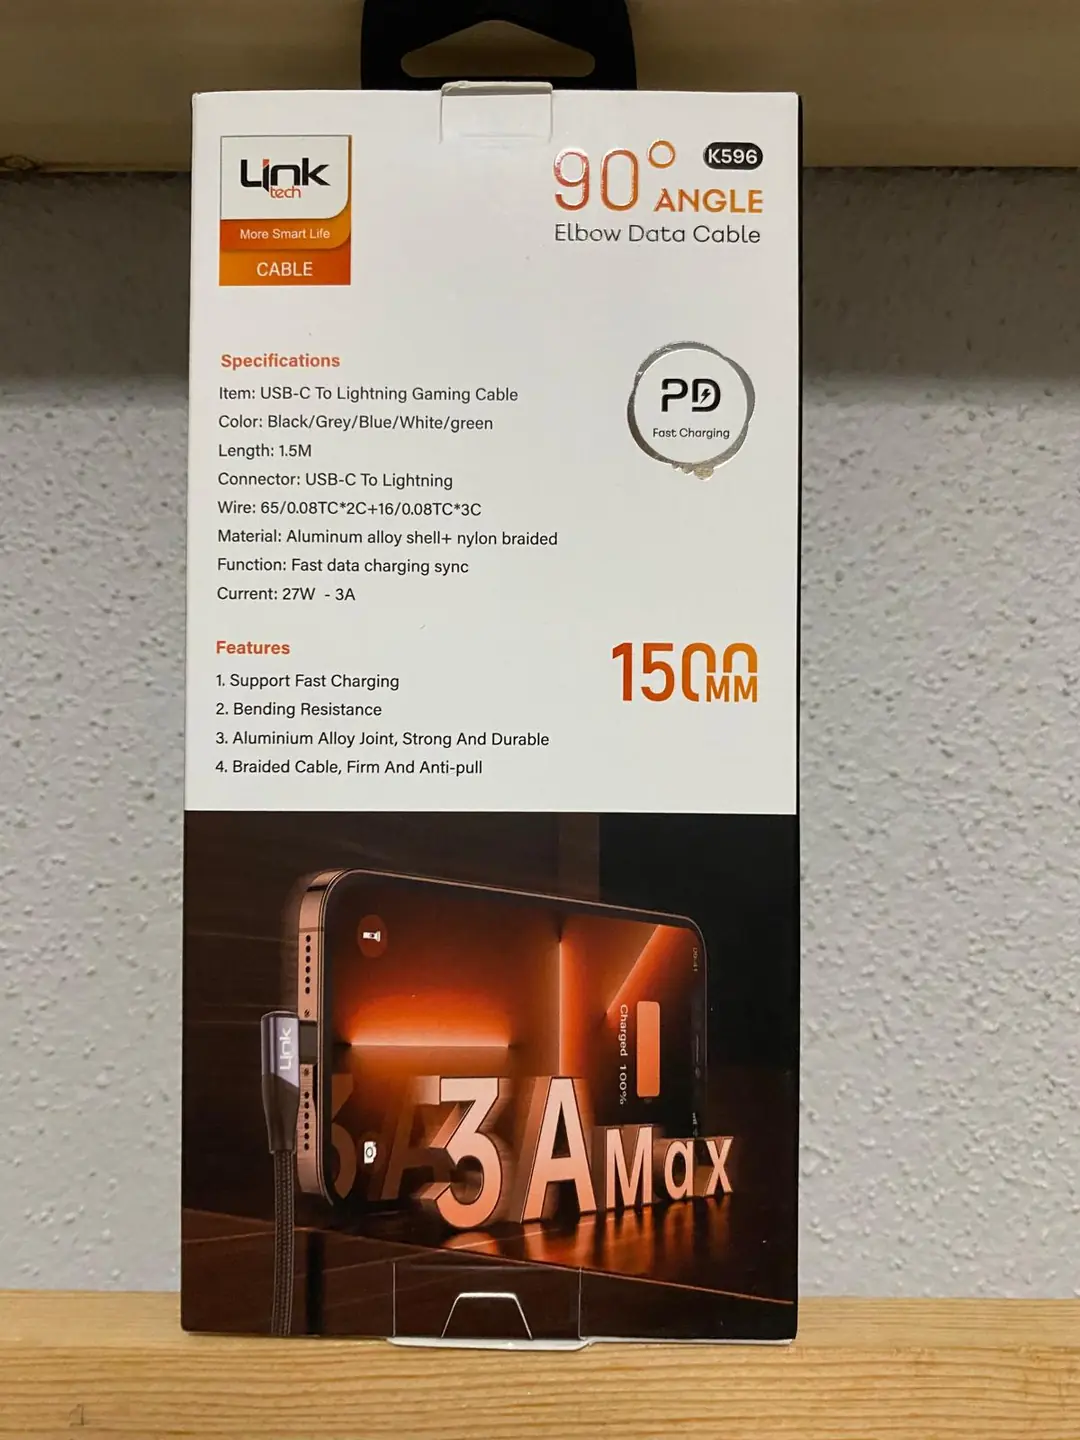 Link
tech
More Smart Life
CABLE
90° K596
ANGLE
Elbow Data Cable
Specifications
Item: USB-C To Lightning Gaming Cable
Color: Black/Grey/Blue/White/green
Length: 1.5M
Connector: USB-C To Lightning
Wire: 65/0.08TC*2C+16/0.08TC*3C
Material: Aluminum alloy shell+ nylon braided
Function: Fast data charging sync
Current: 27W - 3A
PD
Fast Charging
Features
1. Support Fast Charging
2. Bending Resistance
3. Aluminium Alloy Joint, Strong And Durable
4. Braided Cable, Firm And Anti-pull
1500
MM
Link
Charged 100%
09:41
3A Max